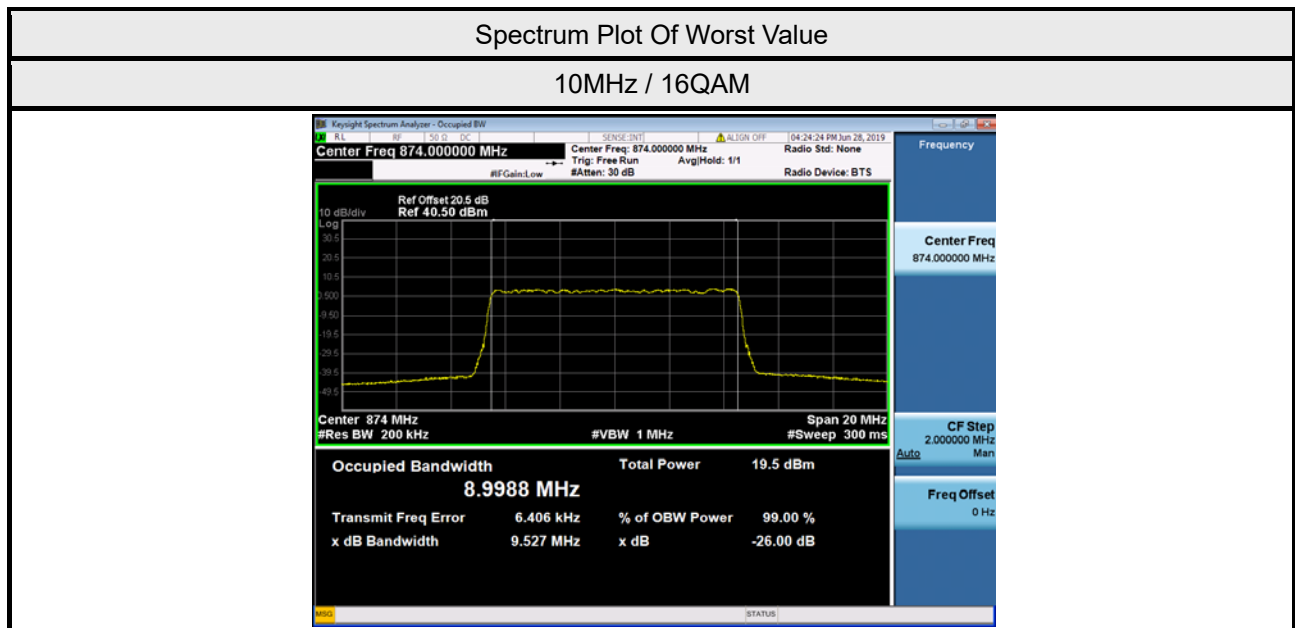 Spectrum Plot Of Worst Value
10MHz / 16QAM
Keysight Spectrum Analyzer - Occupied BW
RL RF 50 Ω DC SENSE:INT ALIGN OFF 04:24:24 PM Jun 28, 2019
Center Freq 874.000000 MHz
Center Freq: 874.000000 MHz Radio Std: None
Trig: Free Run Avg|Hold: 1/1
#IFGain:Low #Atten: 30 dB Radio Device: BTS
Frequency
Ref Offset 20.5 dB
10 dB/div Ref 40.50 dBm
Log
30.5
20.5
10.5
0.500
-9.50
-19.5
-29.5
-39.5
-49.5
Center 874 MHz Span 20 MHz
#Res BW 200 kHz #VBW 1 MHz #Sweep 300 ms
Occupied Bandwidth Total Power 19.5 dBm
8.9988 MHz
Transmit Freq Error 6.406 kHz % of OBW Power 99.00 %
x dB Bandwidth 9.527 MHz x dB -26.00 dB
Center Freq
874.000000 MHz
CF Step
2.000000 MHz
Auto Man
Freq Offset
0 Hz
MSG STATUS